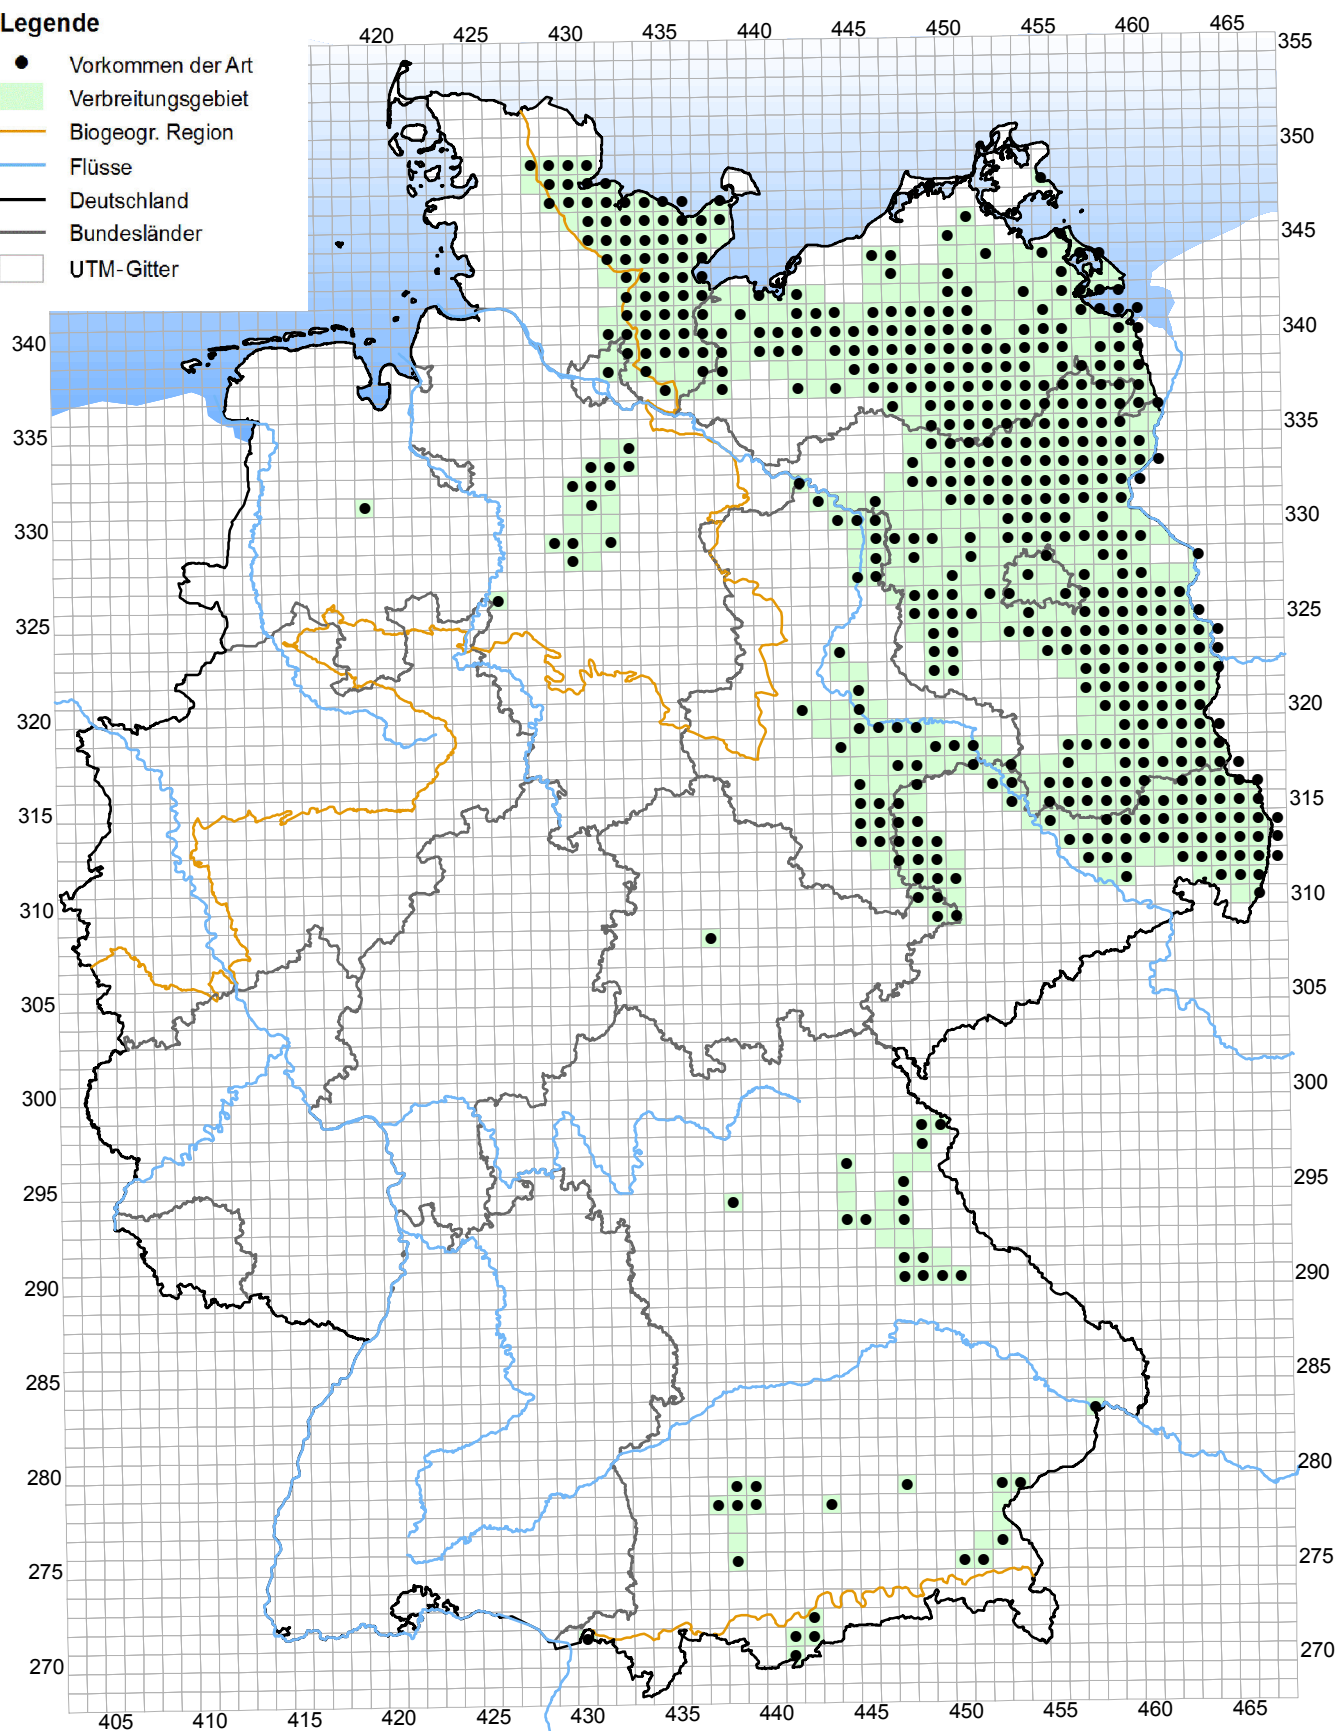 Legende
Vorkommen der Art
Verbreitungsgebiet
Biogeogr. Region
Flüsse
Deutschland
Bundesländer
UTM-Gitter
420 425 430 435 440 445 450 455 460 465
355
350
345
340 340
335 335
330 330
325 325
320 320
315 315
310 310
305 305
300 300
295 295
290 290
285 285
280 280
275 275
270 270
405 410 415 420 425 430 435 440 445 450 455 460 465